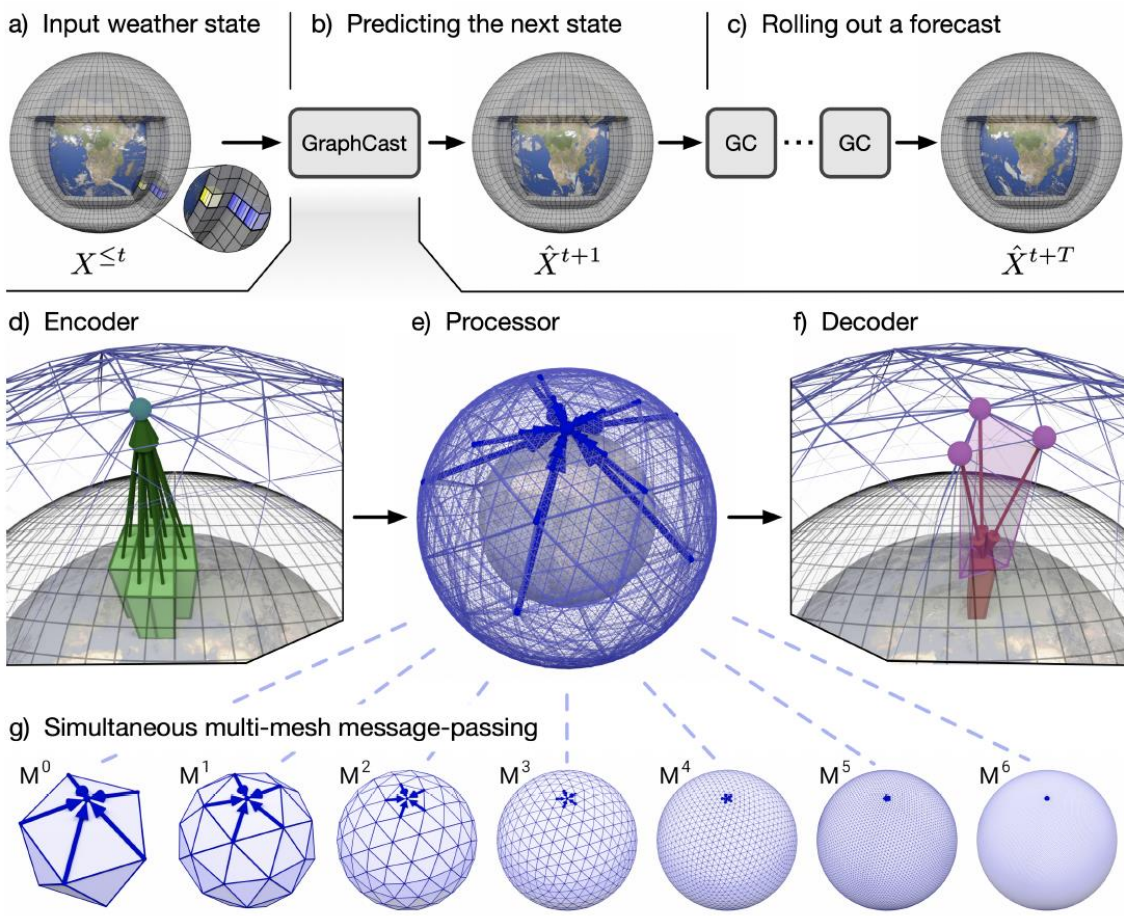 a) Input weather state
b) Predicting the next state
c) Rolling out a forecast
GraphCast
GC
...
GC
X^{≤t}
X̂^{t+1}
X̂^{t+T}
d) Encoder
e) Processor
f) Decoder
g) Simultaneous multi-mesh message-passing
M^0
M^1
M^2
M^3
M^4
M^5
M^6